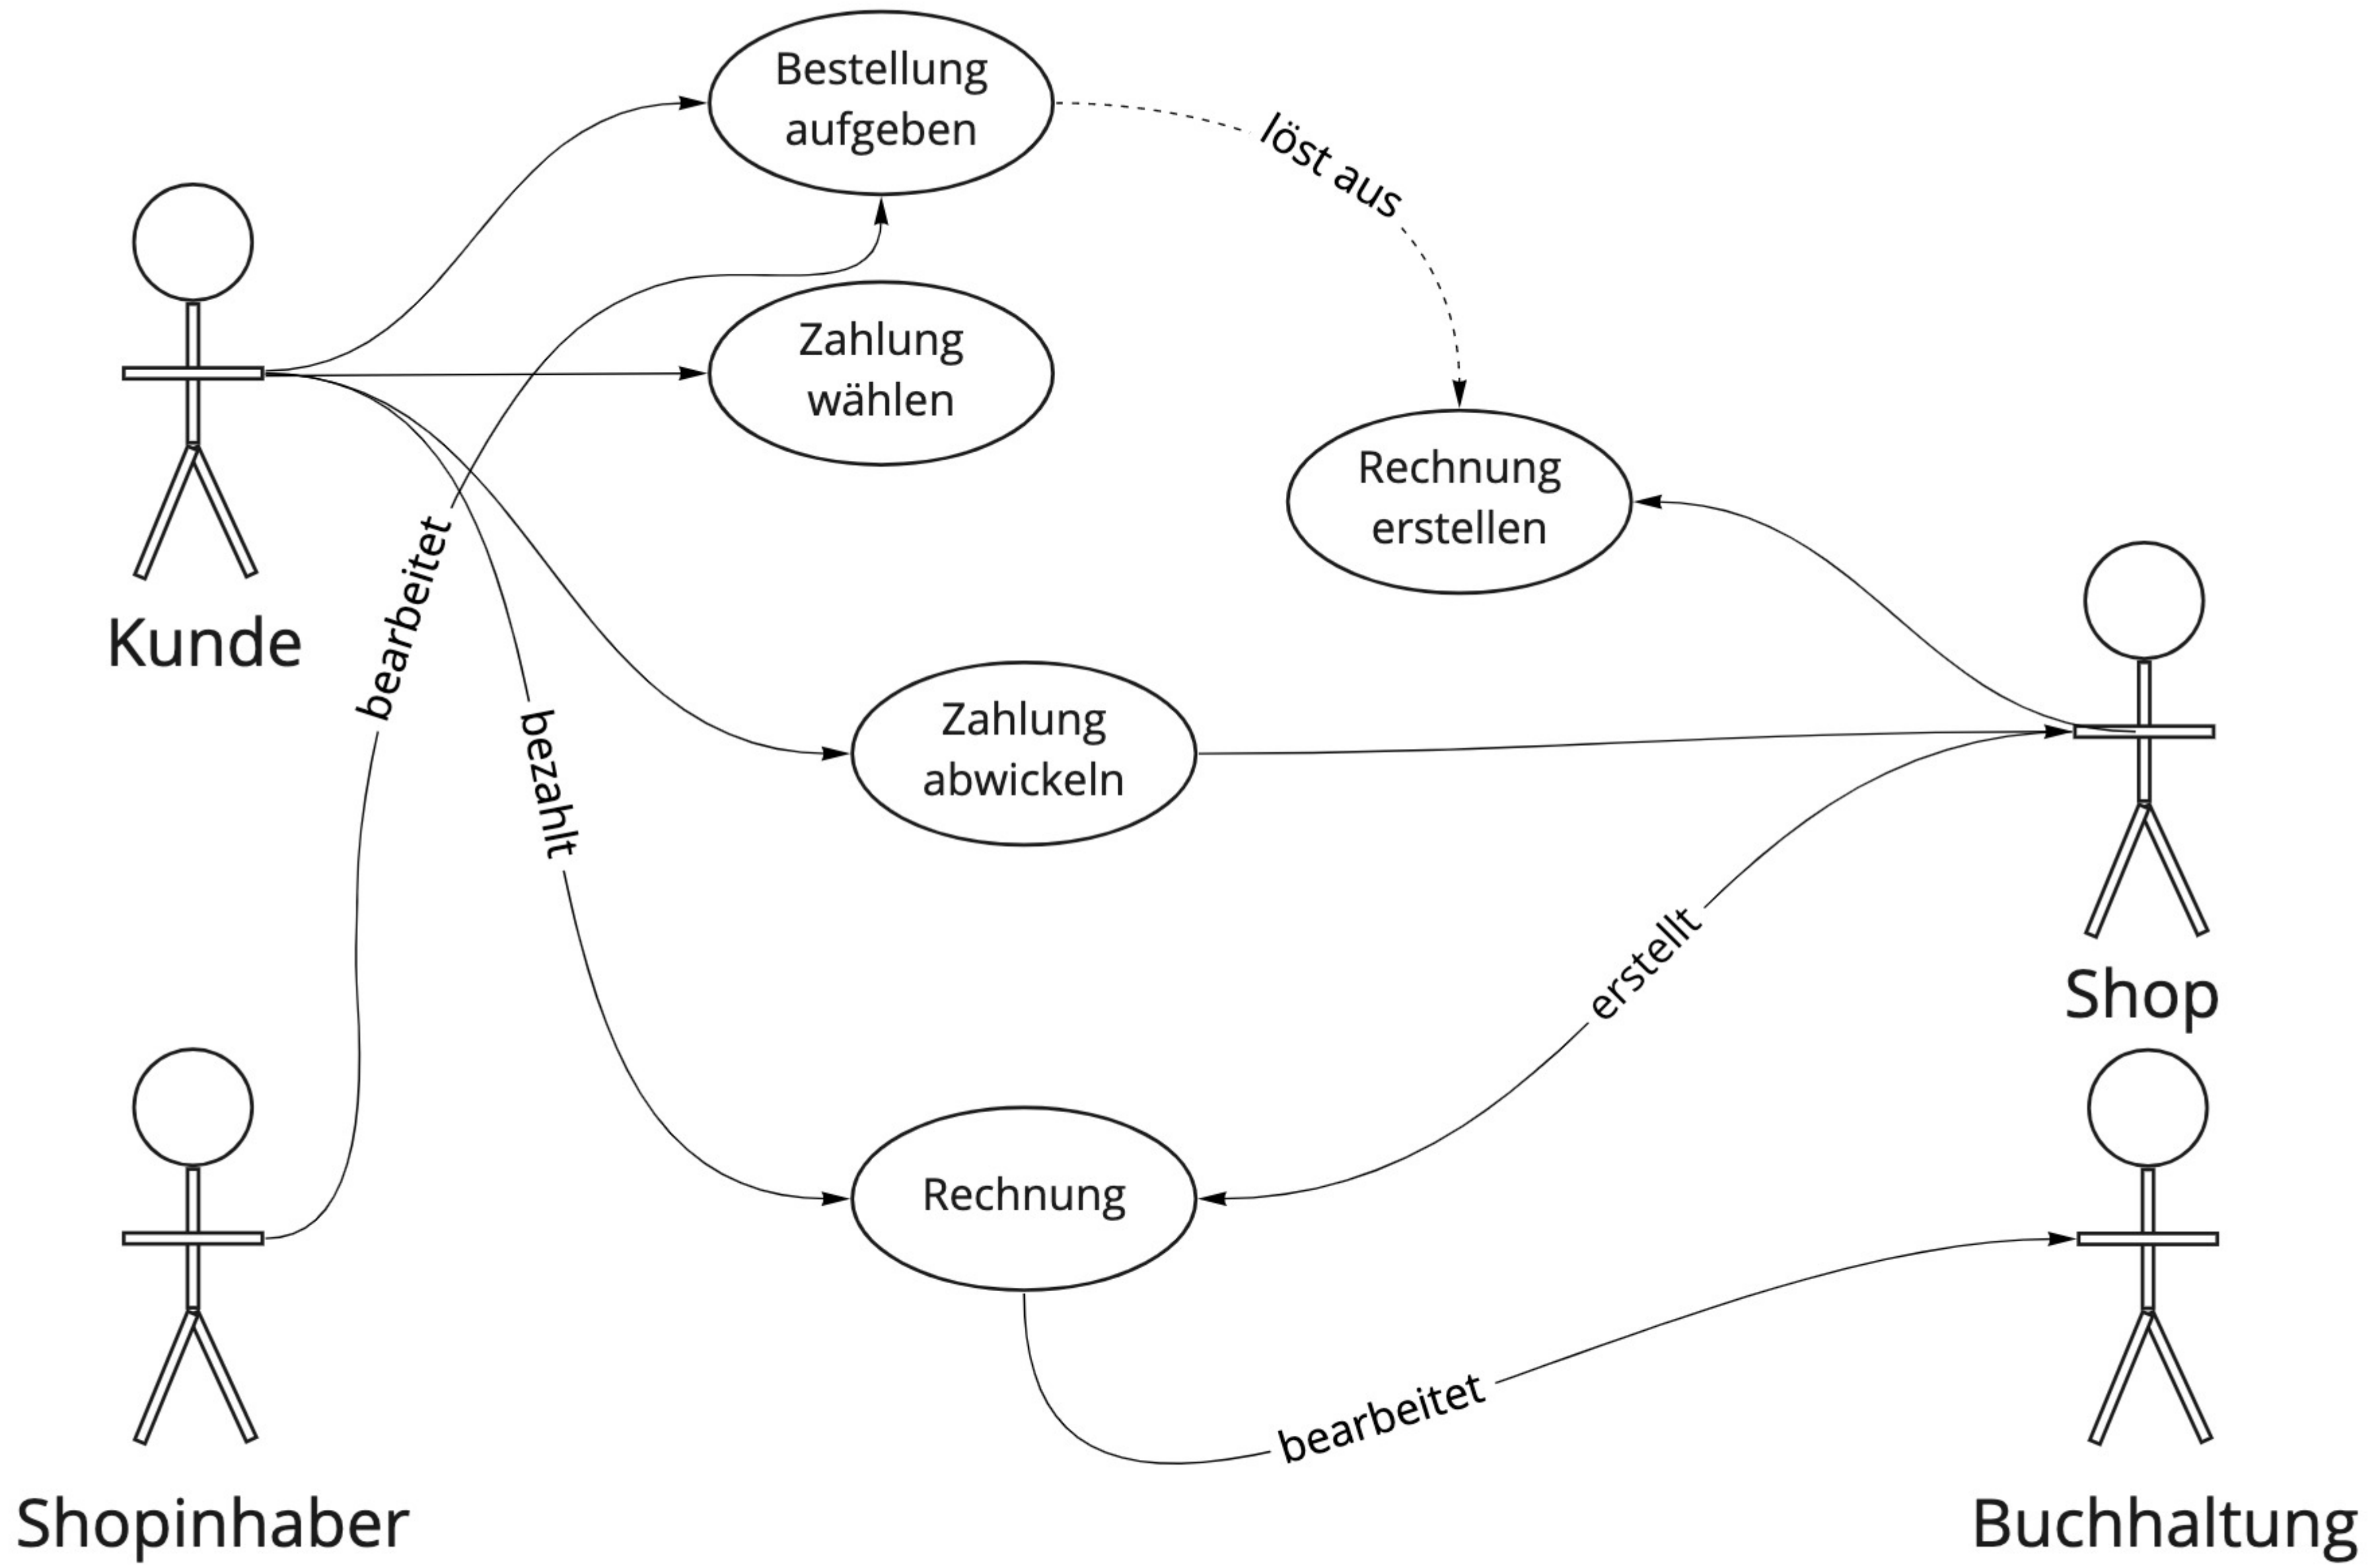 Bestellung
aufgeben
löst aus
Zahlung
wählen
Rechnung
erstellen
Kunde
bearbeitet
Zahlung
abwickeln
bezahlt
erstellt
Shop
Rechnung
bearbeitet
Shopinhaber
Buchhaltung